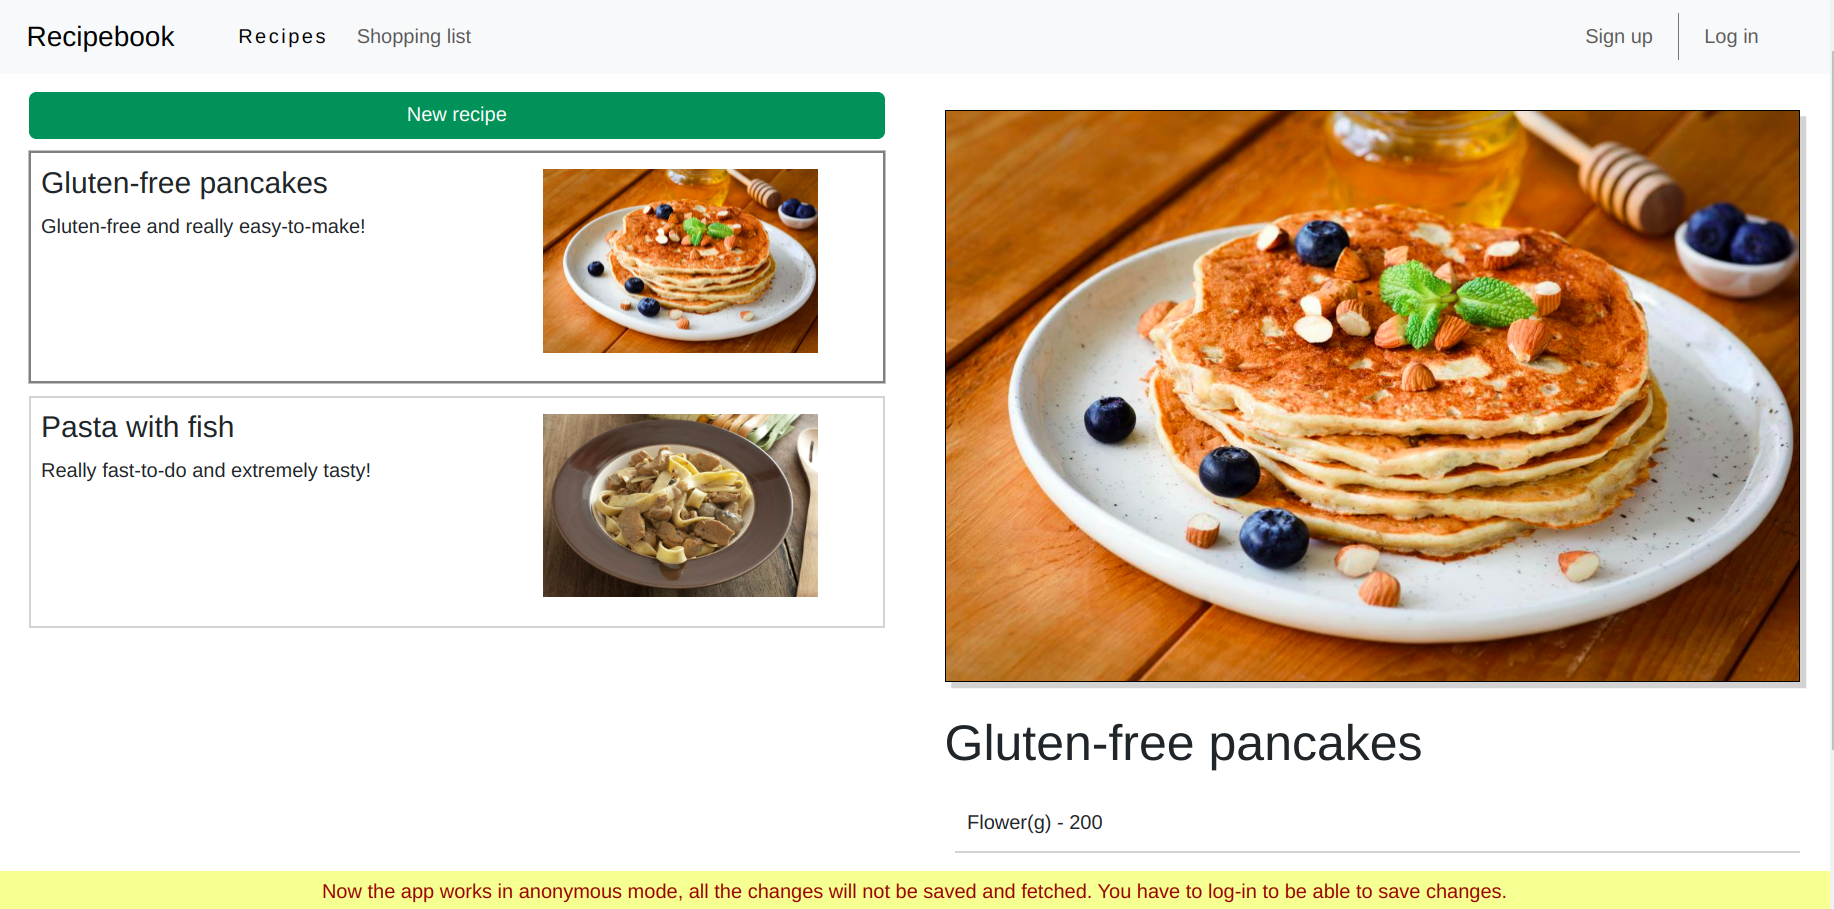 Recipebook
Recipes
Shopping list
Sign up
Log in
New recipe
Gluten-free pancakes
Gluten-free and really easy-to-make!
Pasta with fish
Really fast-to-do and extremely tasty!
Gluten-free pancakes
Flower(g) - 200
Now the app works in anonymous mode, all the changes will not be saved and fetched. You have to log-in to be able to save changes.